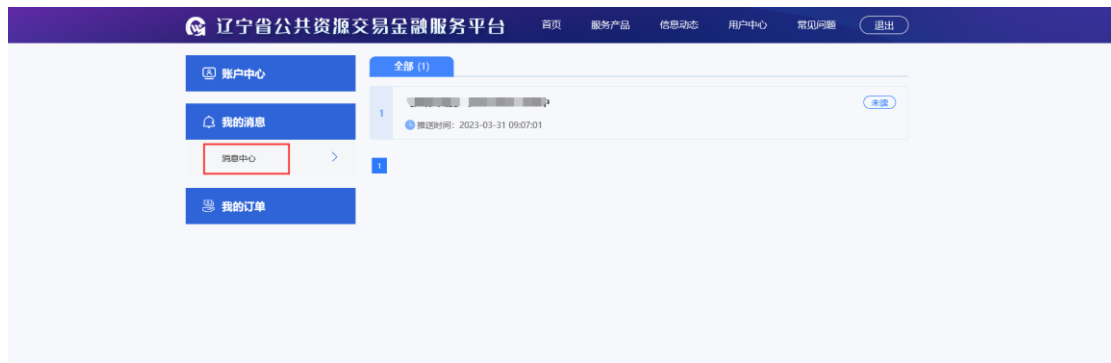 辽宁省公共资源交易金融服务平台 首页 服务产品 信息动态 用户中心 常见问题 退出
账户中心
我的消息
消息中心
我的订单
全部 (1)
1
未读
推送时间：2023-03-31 09:07:01
1